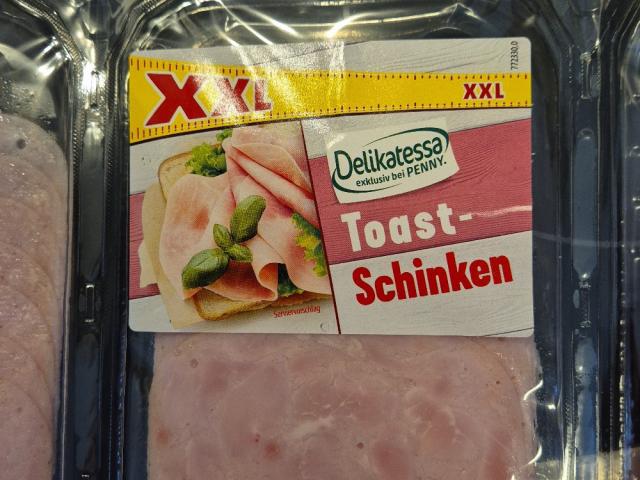 XXL
XXL
772330.0
Delikatessa
exklusiv bei PENNY.
Toast-
Schinken
Serviervorschlag